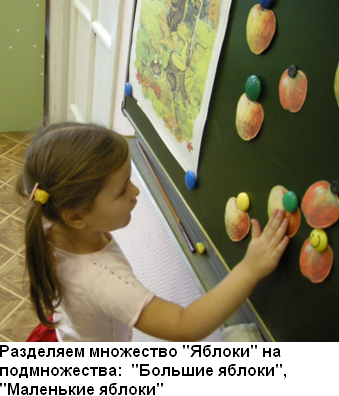 Разделяем множество "Яблоки" на
подмножества:  "Большие яблоки",
"Маленькие яблоки"